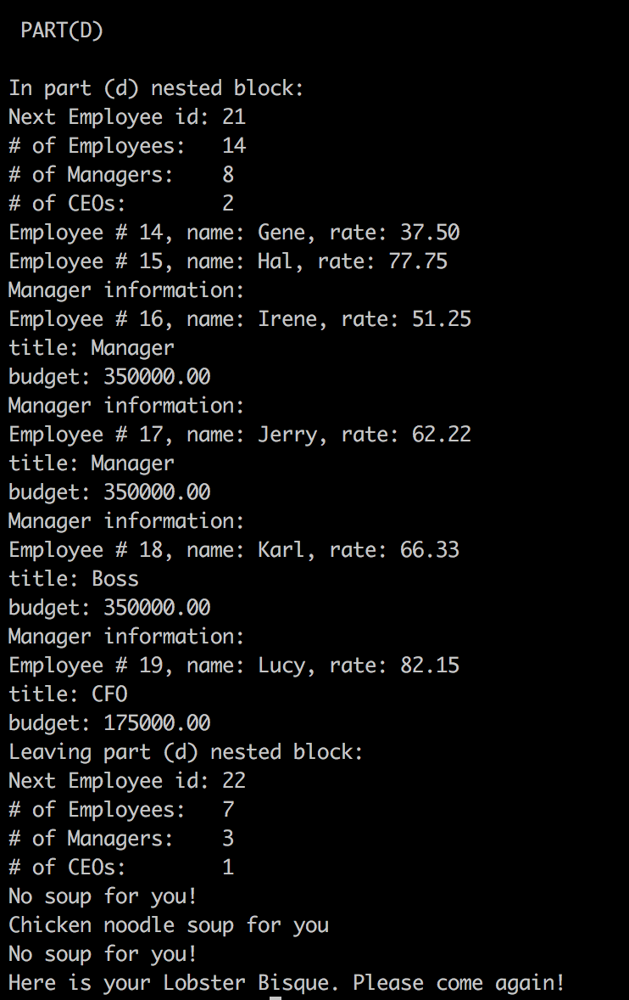 PART(D)
In part (d) nested block:
Next Employee id: 21
# of Employees:   14
# of Managers:    8
# of CEOs:        2
Employee # 14, name: Gene, rate: 37.50
Employee # 15, name: Hal, rate: 77.75
Manager information:
Employee # 16, name: Irene, rate: 51.25
title: Manager
budget: 350000.00
Manager information:
Employee # 17, name: Jerry, rate: 62.22
title: Manager
budget: 350000.00
Manager information:
Employee # 18, name: Karl, rate: 66.33
title: Boss
budget: 350000.00
Manager information:
Employee # 19, name: Lucy, rate: 82.15
title: CFO
budget: 175000.00
Leaving part (d) nested block:
Next Employee id: 22
# of Employees:   7
# of Managers:    3
# of CEOs:        1
No soup for you!
Chicken noodle soup for you
No soup for you!
Here is your Lobster Bisque. Please come again!